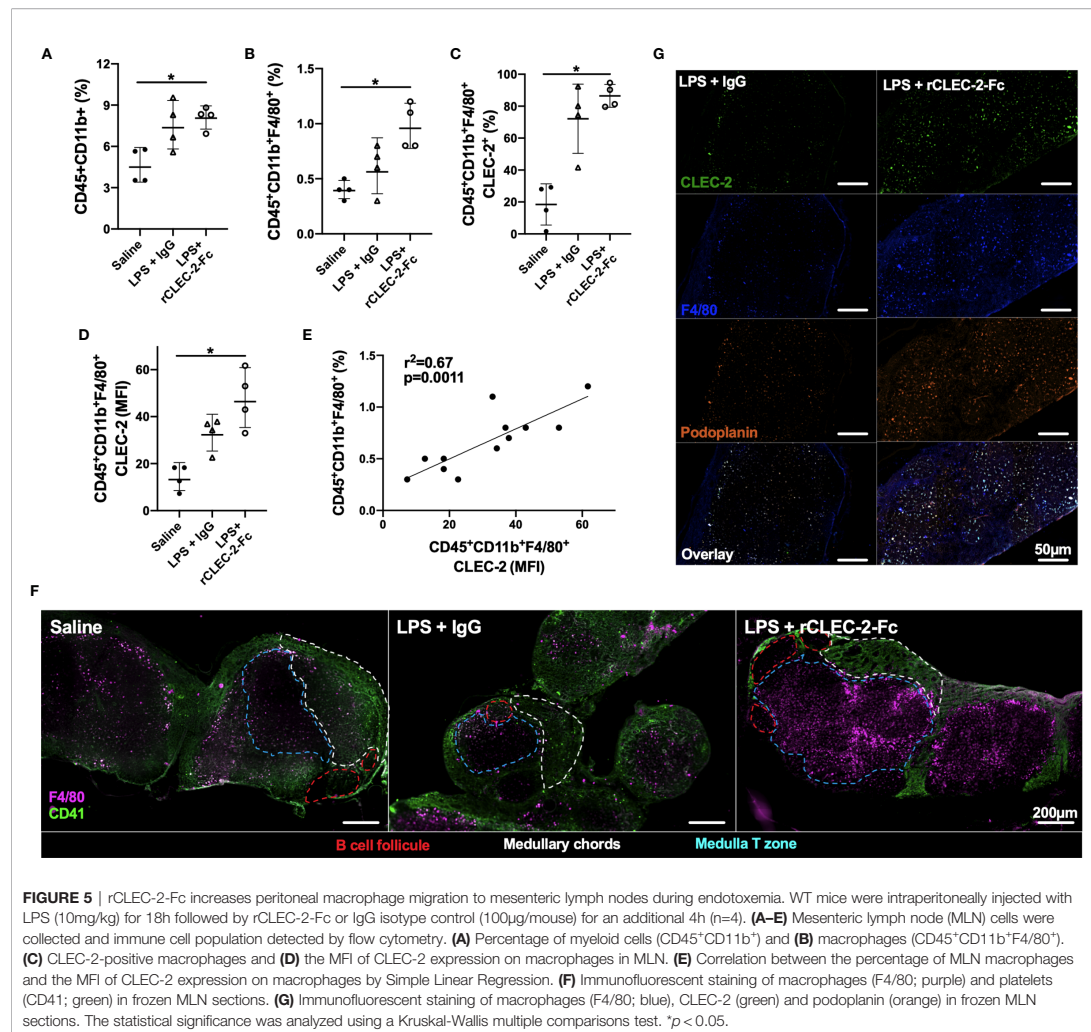 A
CD45+CD11b+ (%)
12
9
6
3
0
*
Saline
LPS + IgG
LPS+
rCLEC-2-Fc
B
CD45⁺CD11b⁺F4/80⁺ (%)
1.5
1.0
0.5
0.0
*
Saline
LPS + IgG
LPS+
rCLEC-2-Fc
C
CD45⁺CD11b⁺F4/80⁺
CLEC-2⁺ (%)
100
80
60
40
20
0
*
Saline
LPS + IgG
LPS+
rCLEC-2-Fc
D
CD45⁺CD11b⁺F4/80⁺
CLEC-2 (MFI)
60
40
20
0
*
Saline
LPS + IgG
LPS+
rCLEC-2-Fc
E
CD45⁺CD11b⁺F4/80⁺ (%)
1.5
1.0
0.5
0.0
r²=0.67
p=0.0011
0
20
40
60
CD45⁺CD11b⁺F4/80⁺
CLEC-2 (MFI)
G
LPS + IgG
LPS + rCLEC-2-Fc
CLEC-2
F4/80
Podoplanin
Overlay
50µm
F
Saline
LPS + IgG
LPS + rCLEC-2-Fc
F4/80
CD41
200µm
B cell follicule
Medullary chords
Medulla T zone
FIGURE 5 | rCLEC-2-Fc increases peritoneal macrophage migration to mesenteric lymph nodes during endotoxemia. WT mice were intraperitoneally injected with
LPS (10mg/kg) for 18h followed by rCLEC-2-Fc or IgG isotype control (100µg/mouse) for an additional 4h (n=4). (A–E) Mesenteric lymph node (MLN) cells were
collected and immune cell population detected by flow cytometry. (A) Percentage of myeloid cells (CD45⁺CD11b⁺) and (B) macrophages (CD45⁺CD11b⁺F4/80⁺).
(C) CLEC-2-positive macrophages and (D) the MFI of CLEC-2 expression on macrophages in MLN. (E) Correlation between the percentage of MLN macrophages
and the MFI of CLEC-2 expression on macrophages by Simple Linear Regression. (F) Immunofluorescent staining of macrophages (F4/80; purple) and platelets
(CD41; green) in frozen MLN sections. (G) Immunofluorescent staining of macrophages (F4/80; blue), CLEC-2 (green) and podoplanin (orange) in frozen MLN
sections. The statistical significance was analyzed using a Kruskal-Wallis multiple comparisons test. *p < 0.05.